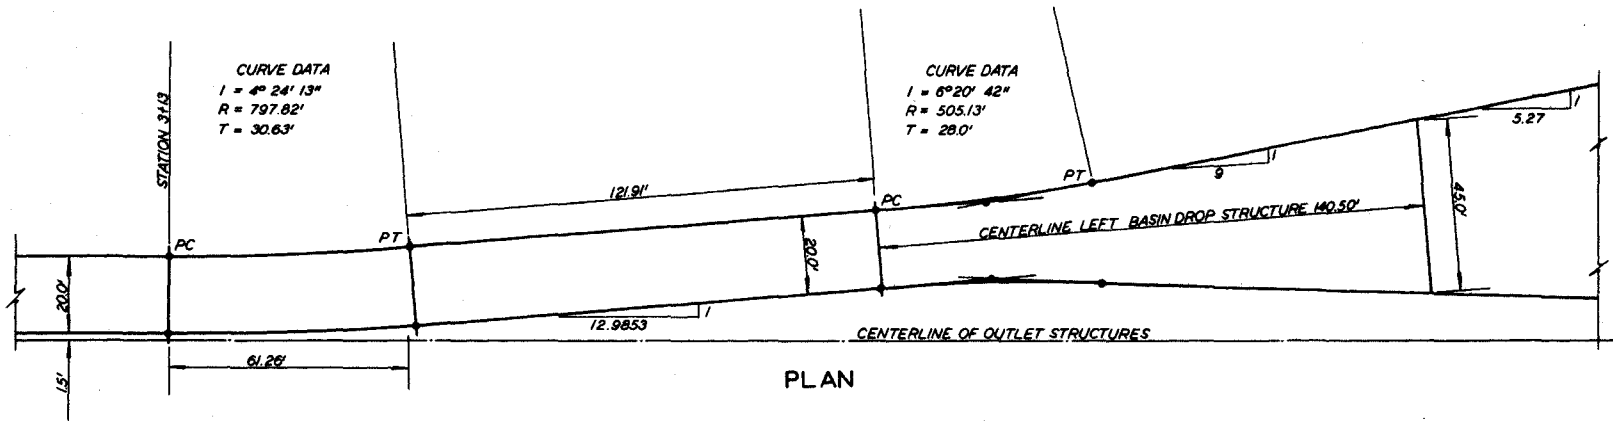 CURVE DATA
I = 4° 24' 13"
R = 797.82'
T = 30.63'
STATION 3+13
CURVE DATA
I = 6°20' 42"
R = 505.13'
T = 28.0'
1
5.27
1
9
PT
121.91'
PC
45.0'
CENTERLINE LEFT BASIN DROP STRUCTURE 140.50'
PC
PT
20.0'
20.0'
1
12.9853
CENTERLINE OF OUTLET STRUCTURES
61.26'
1.5'
PLAN